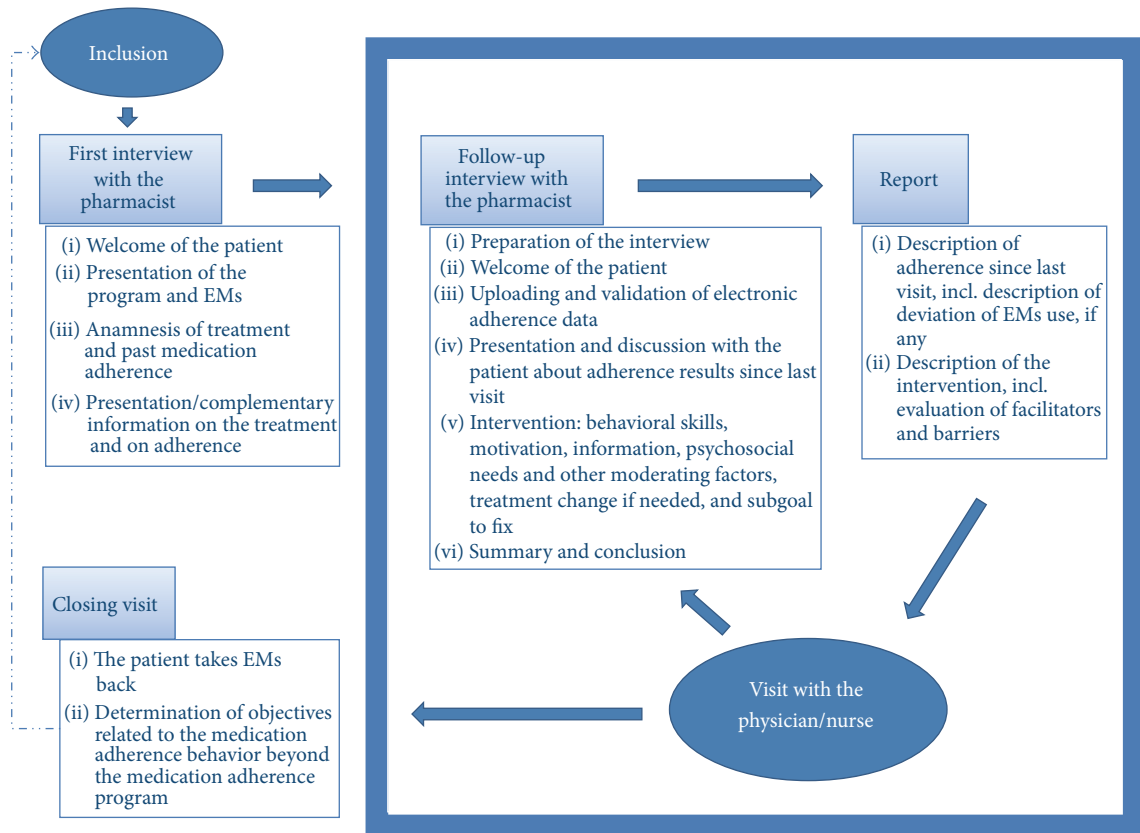 Inclusion
First interview
with the
pharmacist
(i) Welcome of the patient
(ii) Presentation of the
program and EMs
(iii) Anamnesis of treatment
and past medication
adherence
(iv) Presentation/complementary
information on the treatment
and on adherence
Follow-up
interview with
the pharmacist
(i) Preparation of the interview
(ii) Welcome of the patient
(iii) Uploading and validation of electronic
adherence data
(iv) Presentation and discussion with the
patient about adherence results since last
visit
(v) Intervention: behavioral skills,
motivation, information, psychosocial
needs and other moderating factors,
treatment change if needed, and subgoal
to fix
(vi) Summary and conclusion
Report
(i) Description of
adherence since last
visit, incl. description of
deviation of EMs use, if
any
(ii) Description of the
intervention, incl.
evaluation of facilitators
and barriers
Visit with the
physician/nurse
Closing visit
(i) The patient takes EMs
back
(ii) Determination of objectives
related to the medication
adherence behavior beyond
the medication adherence
program